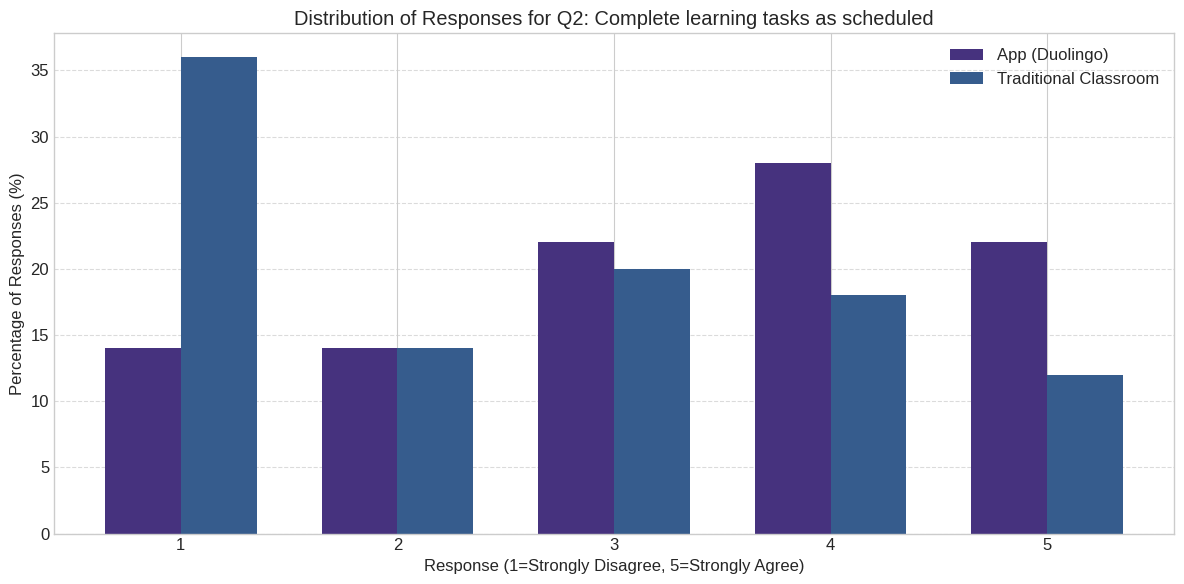 Distribution of Responses for Q2: Complete learning tasks as scheduled
App (Duolingo)
Traditional Classroom
Percentage of Responses (%)
35
30
25
20
15
10
5
0
1 2 3 4 5
Response (1=Strongly Disagree, 5=Strongly Agree)